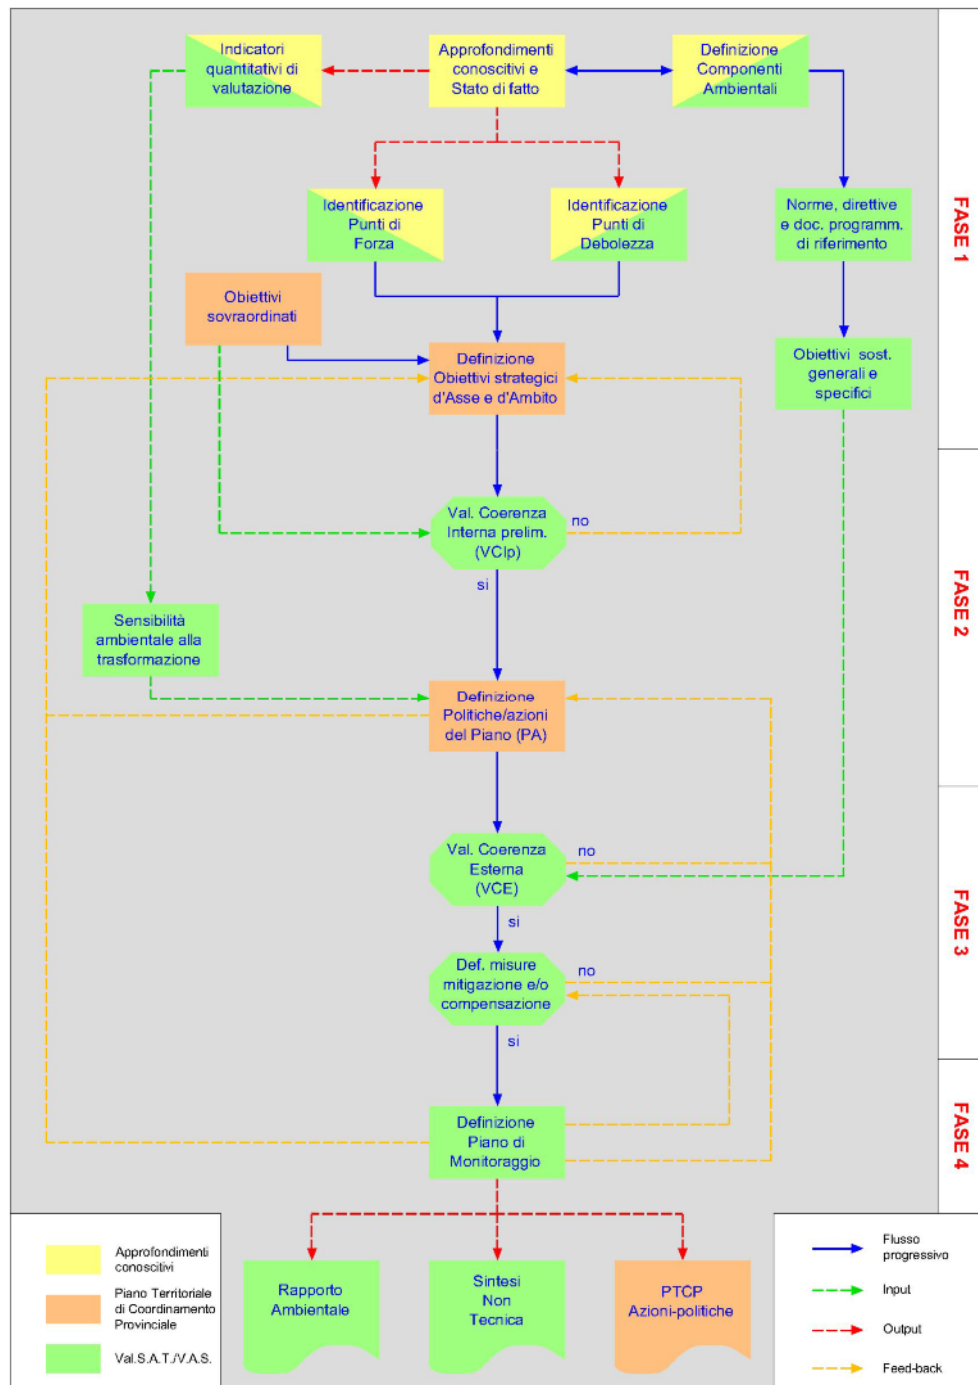 Indicatori
quantitativi di
valutazione
Approfondimenti
conoscitivi e
Stato di fatto
Definizione
Componenti
Ambientali
Identificazione
Punti di
Forza
Identificazione
Punti di
Debolezza
Norme, direttive
e doc. programm.
di riferimento
FASE 1
Obiettivi
sovraordinati
Definizione
Obiettivi strategici
d'Asse e d'Ambito
Obiettivi sost.
generali e
specifici
Val. Coerenza
Interna prelim.
(VCIp)
no
si
FASE 2
Sensibilità
ambientale alla
trasformazione
Definizione
Politiche/azioni
del Piano (PA)
Val. Coerenza
Esterna
(VCE)
no
si
FASE 3
Def. misure
mitigazione e/o
compensazione
no
si
Definizione
Piano di
Monitoraggio
FASE 4
Rapporto
Ambientale
Sintesi
Non
Tecnica
PTCP
Azioni-politiche
Approfondimenti
conoscitivi
Piano Territoriale
di Coordinamento
Provinciale
Val.S.A.T./V.A.S.
Flusso
progressivo
Input
Output
Feed-back